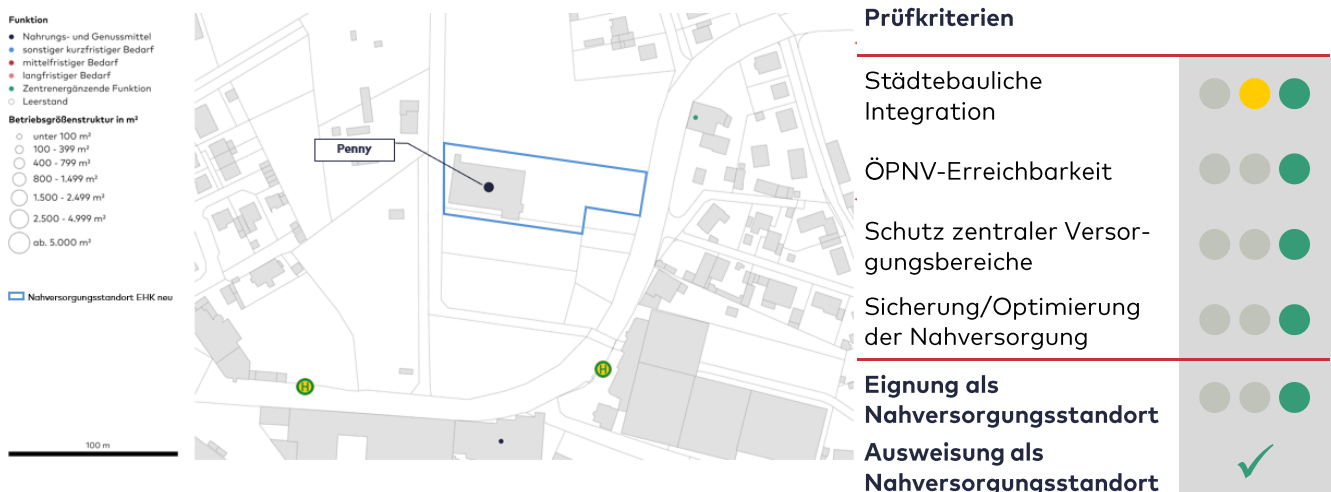 Funktion
Nahrungs- und Genussmittel
sonstiger kurzfristiger Bedarf
mittelfristiger Bedarf
langfristiger Bedarf
Zentrenergänzende Funktion
Leerstand
Betriebsgrößenstruktur in m²
unter 100 m²
100 - 399 m²
400 - 799 m²
800 - 1.499 m²
1.500 - 2.499 m²
2.500 - 4.999 m²
ab. 5.000 m²
Nahversorgungsstandort EHK neu
100 m
Penny
H
H
Prüfkriterien
Städtebauliche
Integration
ÖPNV-Erreichbarkeit
Schutz zentraler Versor-
gungsbereiche
Sicherung/Optimierung
der Nahversorgung
Eignung als
Nahversorgungsstandort
Ausweisung als
Nahversorgungsstandort